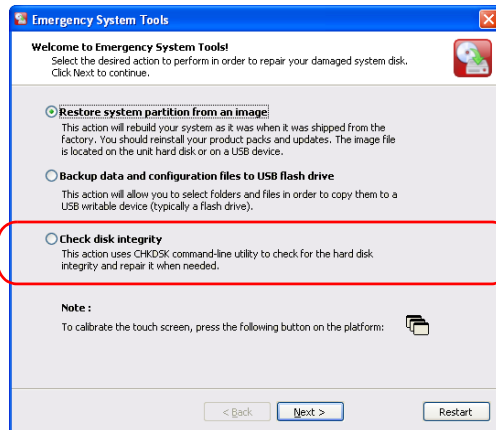 Emergency System Tools
Welcome to Emergency System Tools!
Select the desired action to perform in order to repair your damaged system disk.
Click Next to continue.
Restore system partition from an image
This action will rebuild your system as it was when it was shipped from the
factory. You should reinstall your product packs and updates. The image file
is located on the unit hard disk or on a USB device.
Backup data and configuration files to USB flash drive
This action will allow you to select folders and files in order to copy them to a
USB writable device (typically a flash drive).
Check disk integrity
This action uses CHKDSK command-line utility to check for the hard disk
integrity and repair it when needed.
Note :
To calibrate the touch screen, press the following button on the platform:
< Back
Next >
Restart